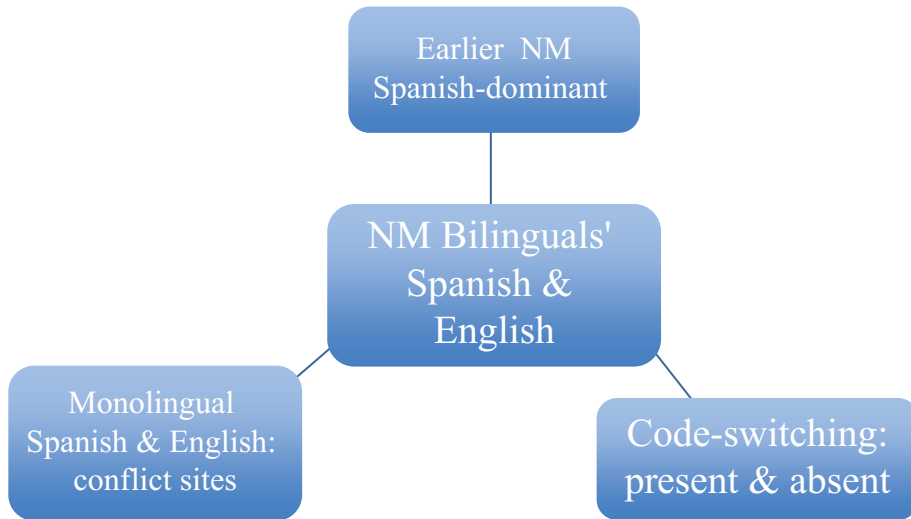 Earlier NM
Spanish-dominant
NM Bilinguals'
Spanish &
English
Monolingual
Spanish & English:
conflict sites
Code-switching:
present & absent